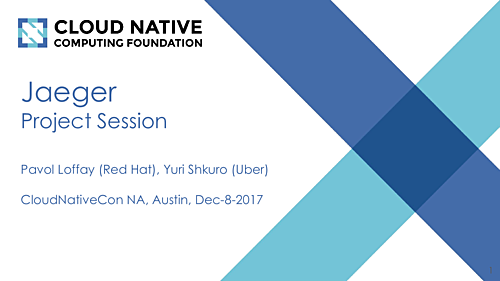 CLOUD NATIVE
COMPUTING FOUNDATION
Jaeger
Project Session
Pavol Loffay (Red Hat), Yuri Shkuro (Uber)
CloudNativeCon NA, Austin, Dec-8-2017